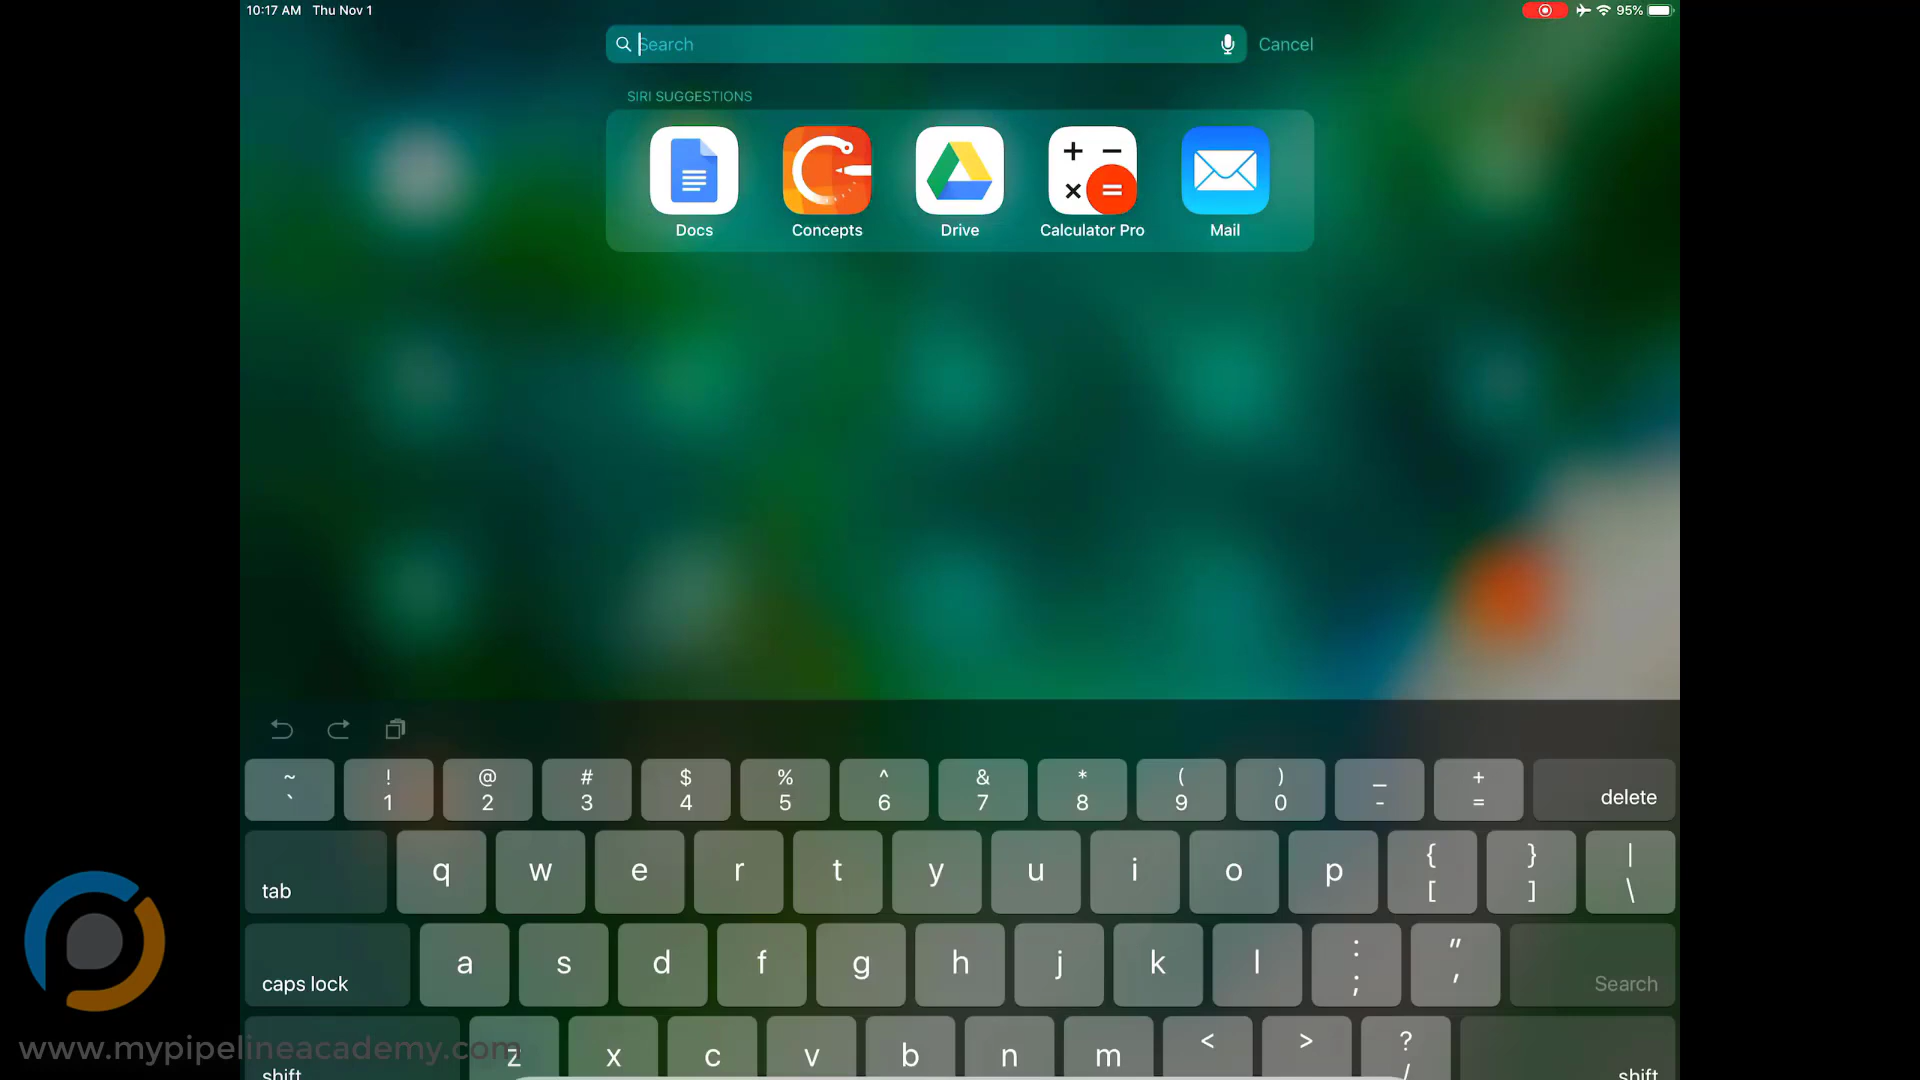 10:17 AM Thu Nov 1
95%
Search
Cancel
SIRI SUGGESTIONS
+ −
× =
Docs
Concepts
Drive
Calculator Pro
Mail
~ ! @ # $ % ^ & * ( ) _ +
` 1 2 3 4 5 6 7 8 9 0 - = delete
{ } |
tab q w e r t y u i o p [ ] \
: "
caps lock a s d f g h j k l ; ' Search
< > ?
shift z x c v b n m / shift
www.mypipelineacademy.com